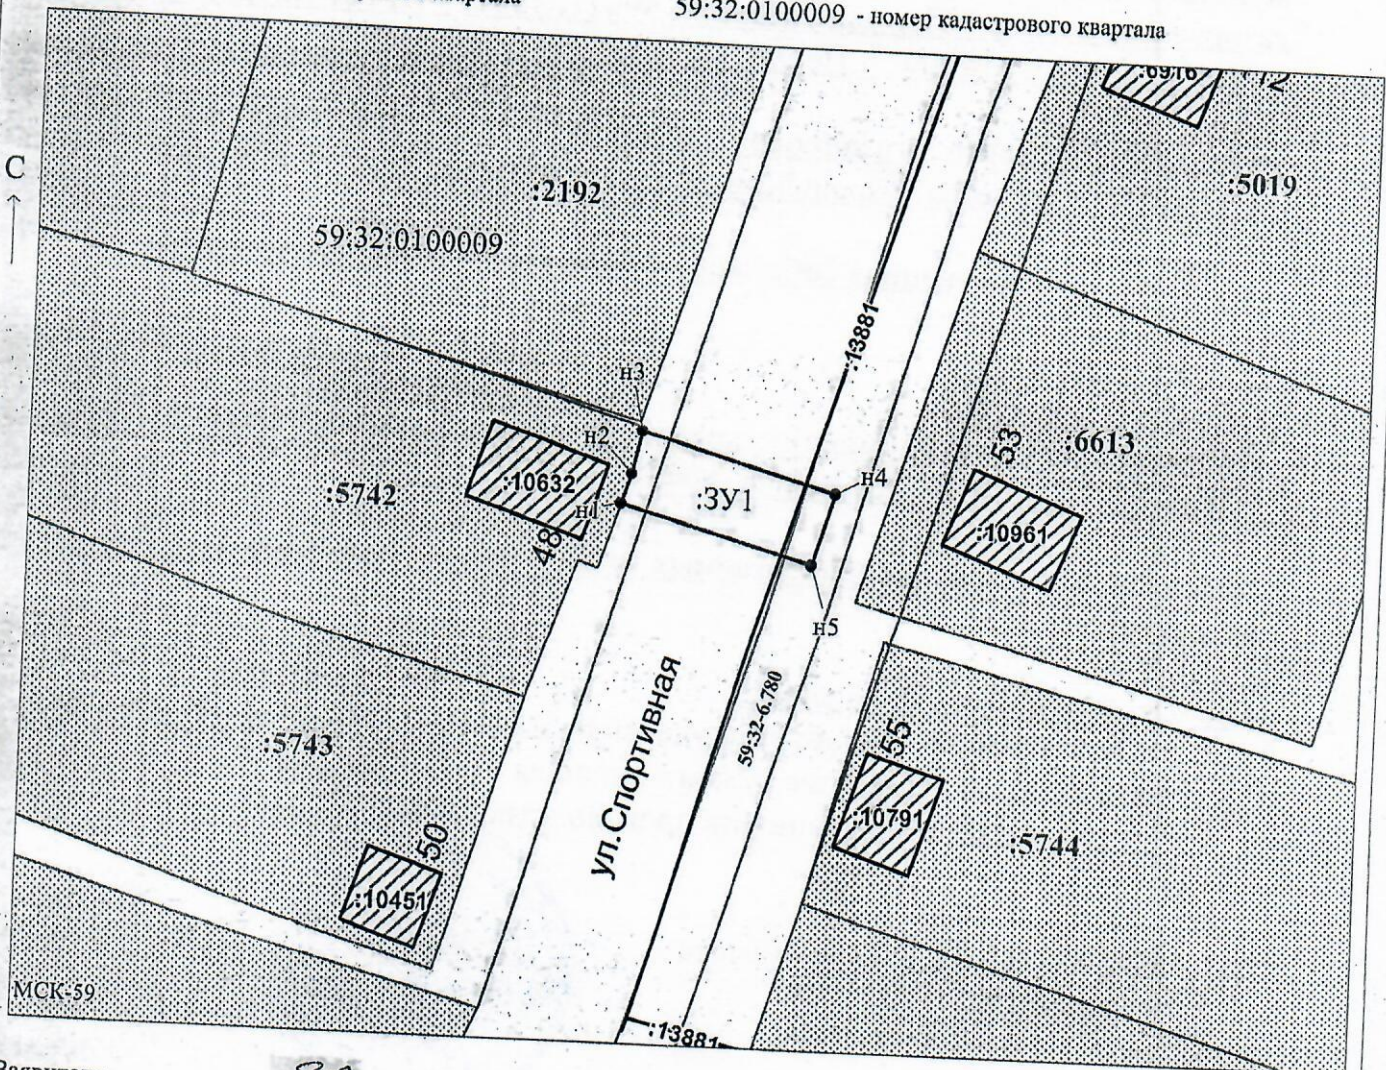 квартала
59:32:0100009 - номер кадастрового квартала
:6916
С
:2192
:5019
59:32:0100009
:13881
н3
н2
53
:6613
:10632
н4
:5742
:ЗУ1
н1
:10961
48
н5
ул.Спортивная
59:32-6.780
:5743
55
:10791
50
:5744
:10451
МСК-59
:13881